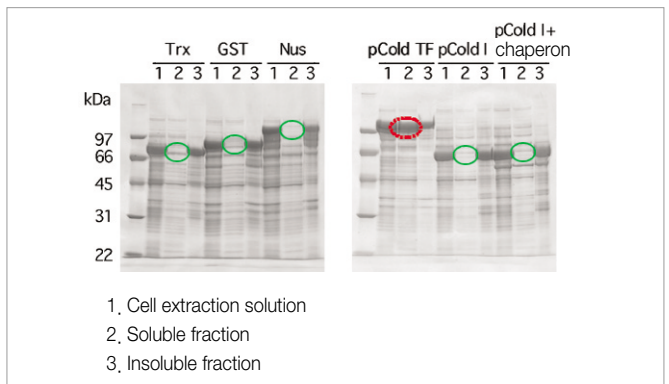 Trx GST Nus
1 2 3 1 2 3 1 2 3
kDa
97
66
45
31
22
pCold I+
pCold TF pCold I chaperon
1 2 3 1 2 3 1 2 3
1. Cell extraction solution
2. Soluble fraction
3. Insoluble fraction